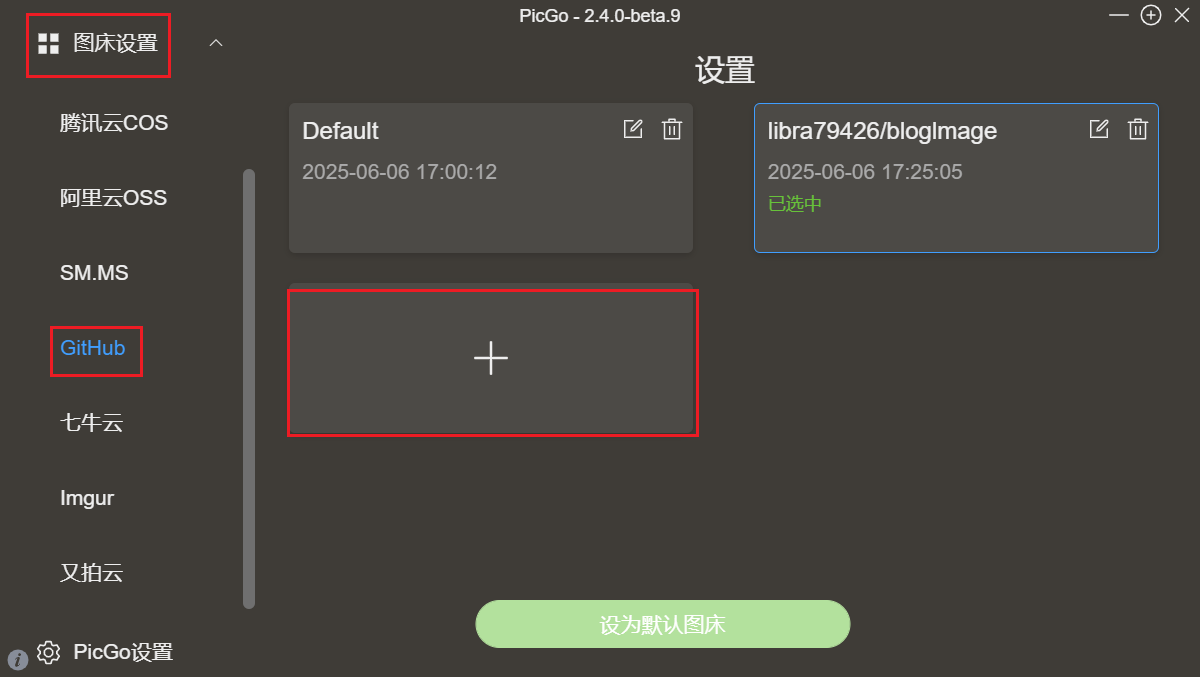 PicGo - 2.4.0-beta.9
图床设置
腾讯云COS
阿里云OSS
SM.MS
GitHub
七牛云
Imgur
又拍云
PicGo设置
设置
Default
2025-06-06 17:00:12
libra79426/blogImage
2025-06-06 17:25:05
已选中
设为默认图床